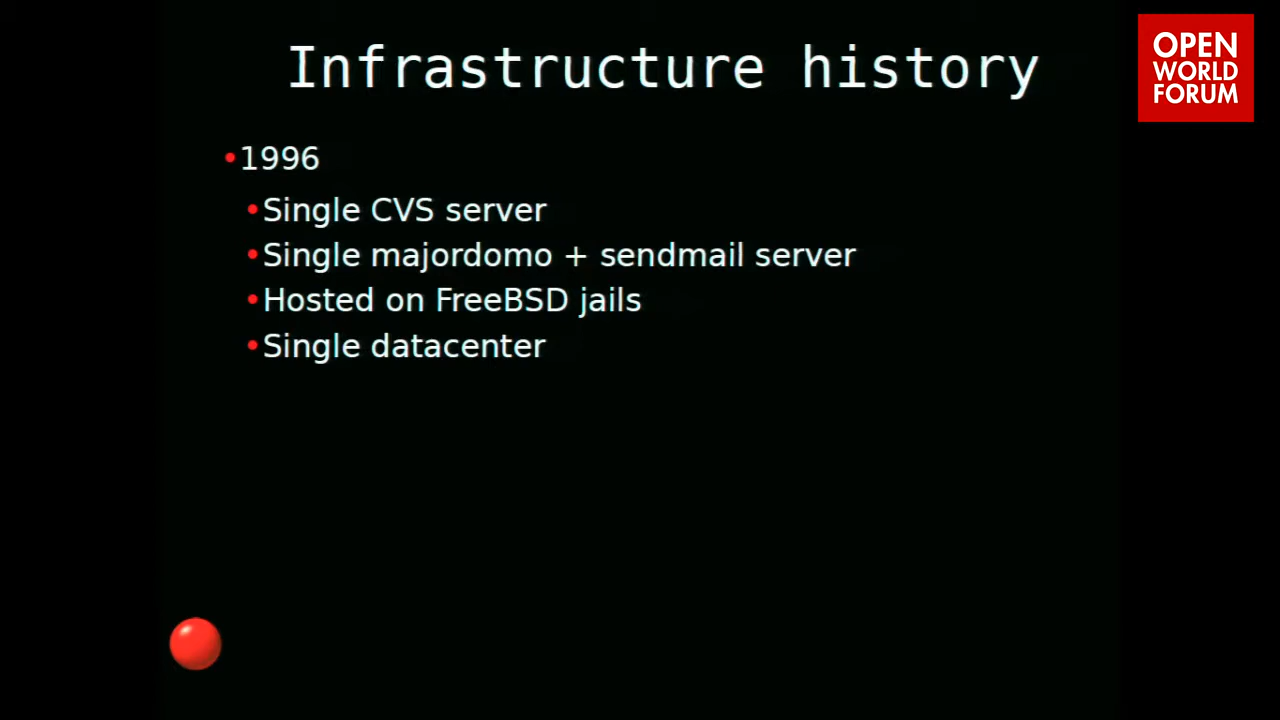 Infrastructure history
OPEN
WORLD
FORUM
•1996
•Single CVS server
•Single majordomo + sendmail server
•Hosted on FreeBSD jails
•Single datacenter